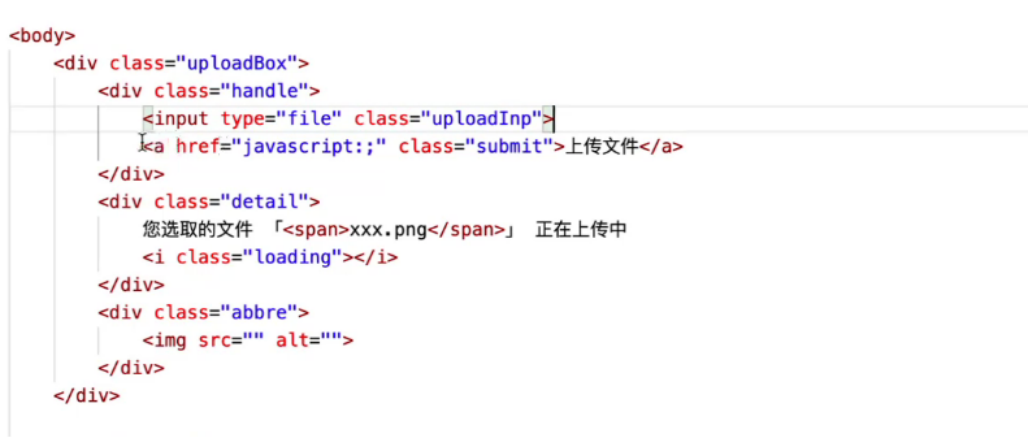 <body>
<div class="uploadBox">
<div class="handle">
<input type="file" class="uploadInp">
<a href="javascript:;" class="submit">上传文件</a>
</div>
<div class="detail">
您选取的文件 「<span>xxx.png</span>」 正在上传中
<i class="loading"></i>
</div>
<div class="abbre">
<img src="" alt="">
</div>
</div>